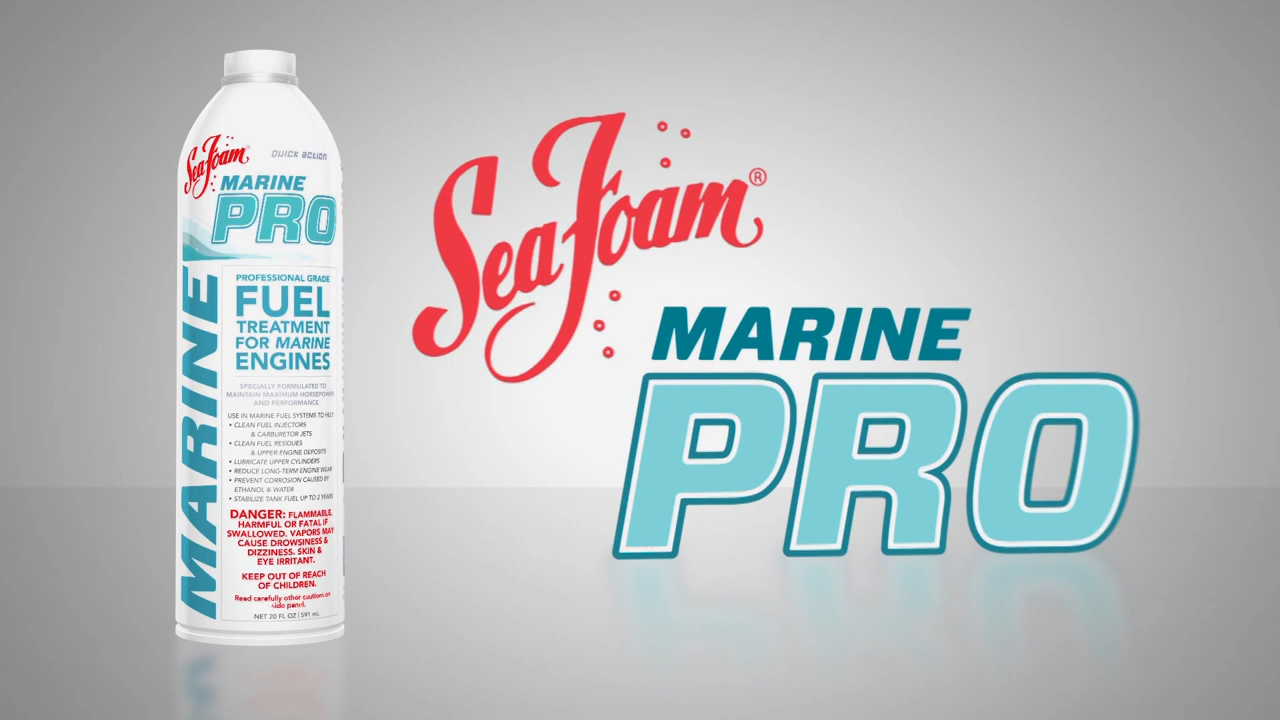 Sea Foam
QUICK ACTION
MARINE
PRO
MARINE
PROFESSIONAL GRADE
FUEL
TREATMENT
FOR MARINE
ENGINES
SPECIALLY FORMULATED TO
MAINTAIN MAXIMUM HORSEPOWER
AND PERFORMANCE
USE IN MARINE FUEL SYSTEMS TO HELP
• CLEAN FUEL INJECTORS
& CARBURETOR JETS
• CLEAN FUEL RESIDUES
& UPPER ENGINE DEPOSITS
• LUBRICATE UPPER CYLINDERS
• REDUCE LONG-TERM ENGINE WEAR
• PREVENT CORROSION CAUSED BY
ETHANOL & WATER
• STABILIZE TANK FUEL UP TO 2 YEARS
DANGER: FLAMMABLE.
HARMFUL OR FATAL IF
SWALLOWED. VAPORS MAY
CAUSE DROWSINESS &
DIZZINESS. SKIN &
EYE IRRITANT.
KEEP OUT OF REACH
OF CHILDREN.
Read carefully other cautions on
side panel.
NET 20 FL OZ | 591 mL
Sea Foam®
MARINE
PRO